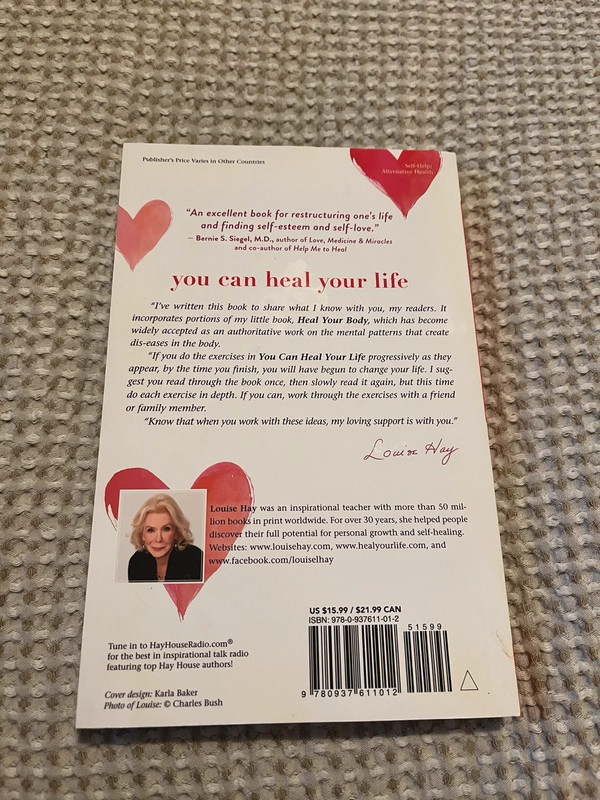 Publisher's Price Varies in Other Countries
Self-Help/
Alternative Health
“An excellent book for restructuring one's life
and finding self-esteem and self-love.”
— Bernie S. Siegel, M.D., author of Love, Medicine & Miracles
and co-author of Help Me to Heal
you can heal your life
“I've written this book to share what I know with you, my readers. It
incorporates portions of my little book, Heal Your Body, which has become
widely accepted as an authoritative work on the mental patterns that create
dis-eases in the body.
“If you do the exercises in You Can Heal Your Life progressively as they
appear, by the time you finish, you will have begun to change your life. I sug-
gest you read through the book once, then slowly read it again, but this time
do each exercise in depth. If you can, work through the exercises with a friend
or family member.
“Know that when you work with these ideas, my loving support is with you.”
Louise Hay
Louise Hay was an inspirational teacher with more than 50 mil-
lion books in print worldwide. For over 30 years, she helped people
discover their full potential for personal growth and self-healing.
Websites: www.louisehay.com, www.healyourlife.com, and
www.facebook.com/louiselhay
US $15.99 / $21.99 CAN
ISBN: 978-0-937611-01-2
51599
9 780937 611012
Tune in to HayHouseRadio.com®
for the best in inspirational talk radio
featuring top Hay House authors!
Cover design: Karla Baker
Photo of Louise: © Charles Bush